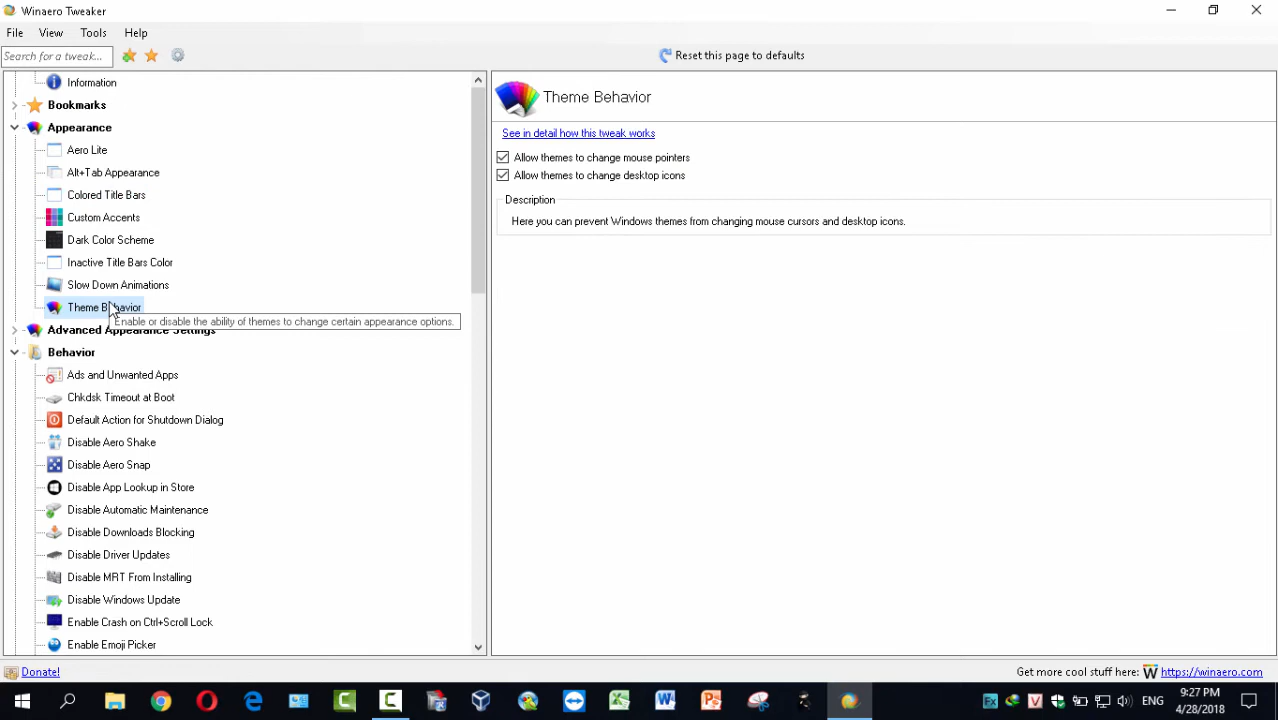 Winaero Tweaker
File View Tools Help
Search for a tweak...
Reset this page to defaults
Information
Bookmarks
Appearance
Aero Lite
Alt+Tab Appearance
Colored Title Bars
Custom Accents
Dark Color Scheme
Inactive Title Bars Color
Slow Down Animations
Theme Behavior
Enable or disable the ability of themes to change certain appearance options.
Advanced Appearance Settings
Behavior
Ads and Unwanted Apps
Chkdsk Timeout at Boot
Default Action for Shutdown Dialog
Disable Aero Shake
Disable Aero Snap
Disable App Lookup in Store
Disable Automatic Maintenance
Disable Downloads Blocking
Disable Driver Updates
Disable MRT From Installing
Disable Windows Update
Enable Crash on Ctrl+Scroll Lock
Enable Emoji Picker
Theme Behavior
See in detail how this tweak works
Allow themes to change mouse pointers
Allow themes to change desktop icons
Description
Here you can prevent Windows themes from changing mouse cursors and desktop icons.
Donate!
Get more cool stuff here: W https://winaero.com
ENG
9:27 PM
4/28/2018